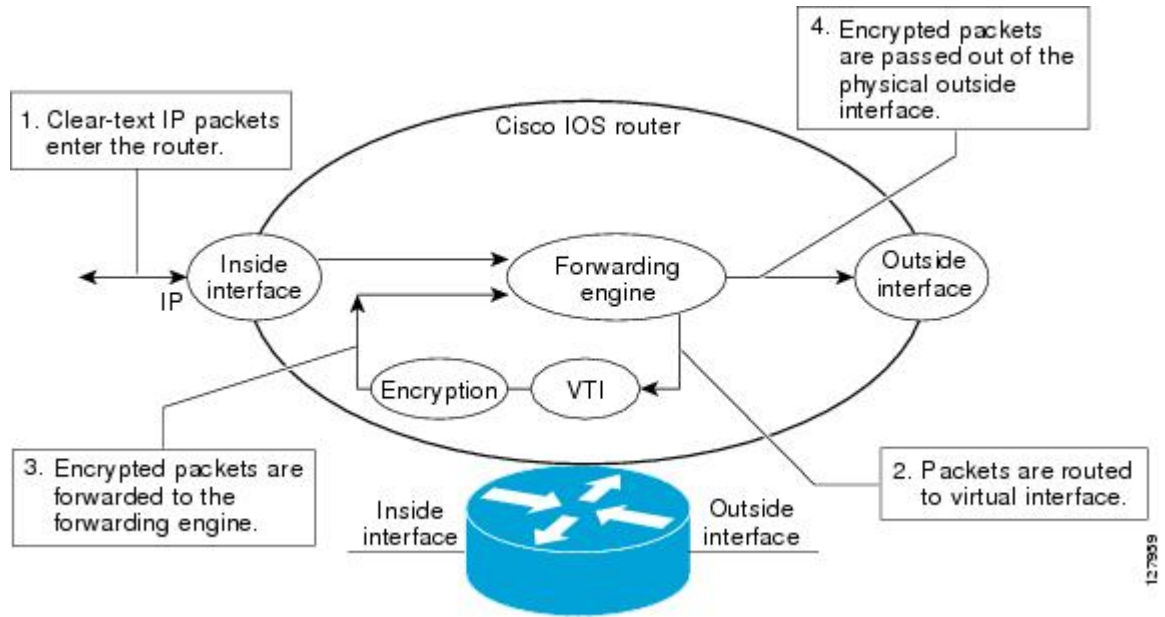 1. Clear-text IP packets
enter the router.
4. Encrypted packets
are passed out of the
physical outside
interface.
Cisco IOS router
Inside
interface
IP
Forwarding
engine
Outside
interface
Encryption
VTI
3. Encrypted packets are
forwarded to the
forwarding engine.
2. Packets are routed
to virtual interface.
Inside
interface
Outside
interface
127959